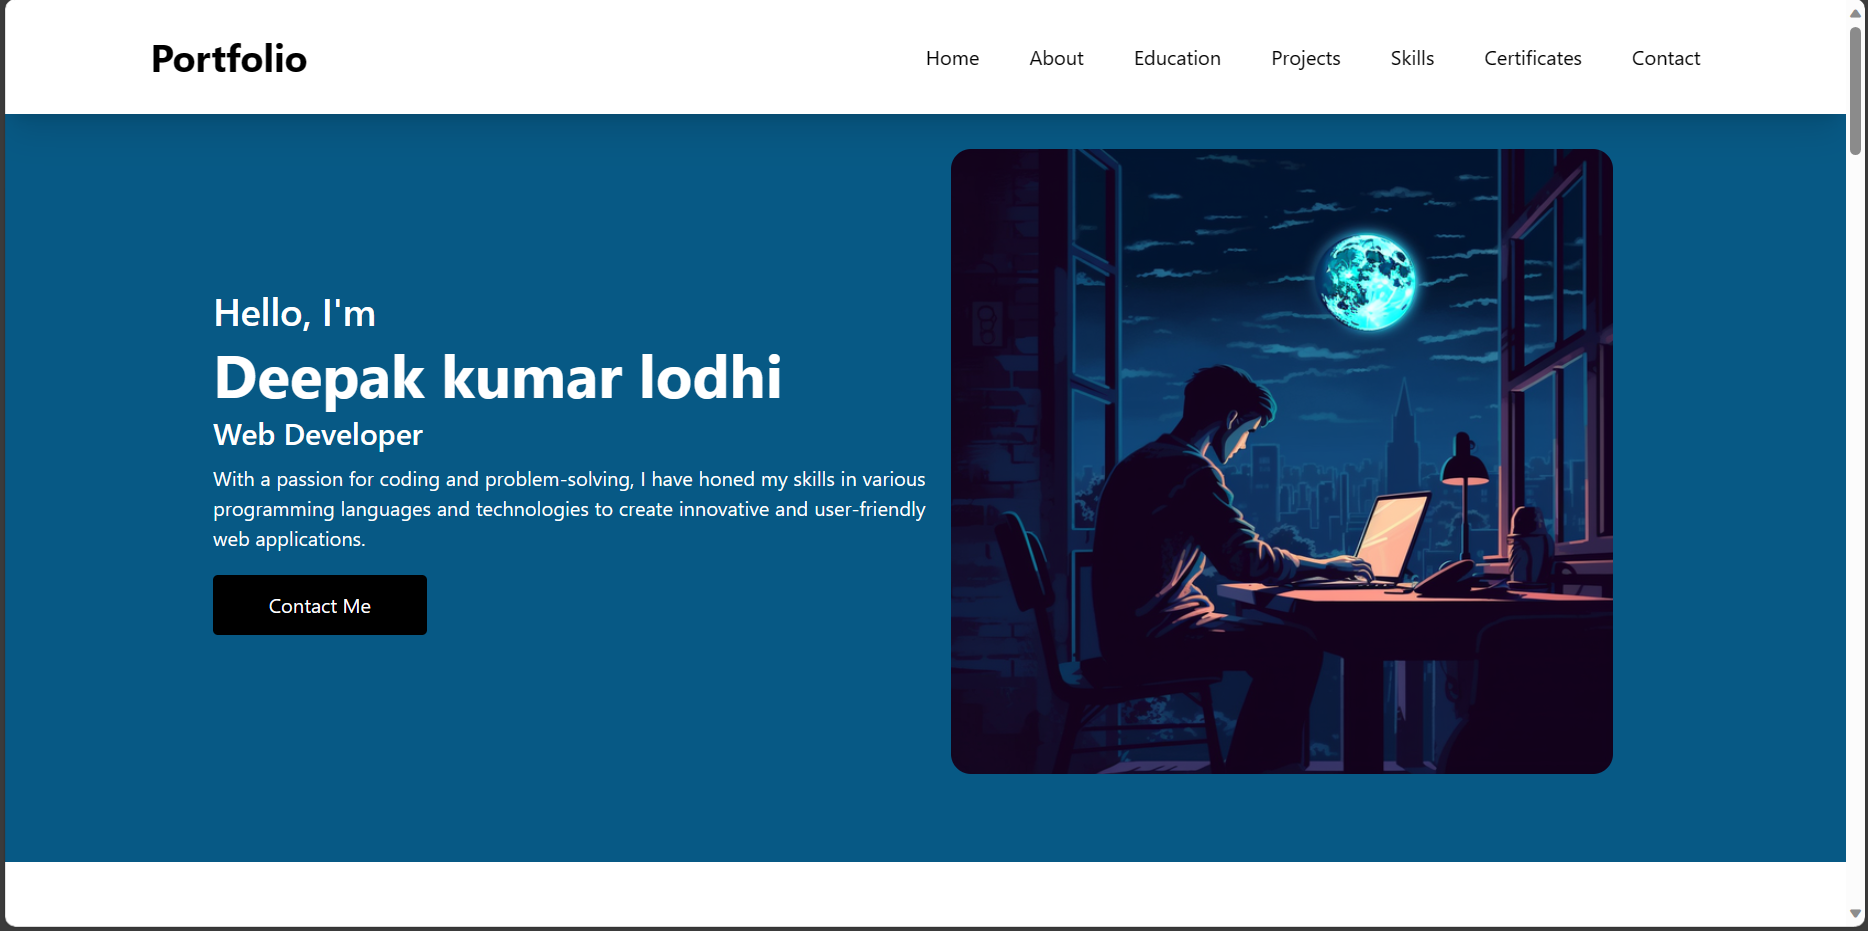 Portfolio
Home About Education Projects Skills Certificates Contact
Hello, I'm
Deepak kumar lodhi
Web Developer
With a passion for coding and problem-solving, I have honed my skills in various
programming languages and technologies to create innovative and user-friendly
web applications.
Contact Me